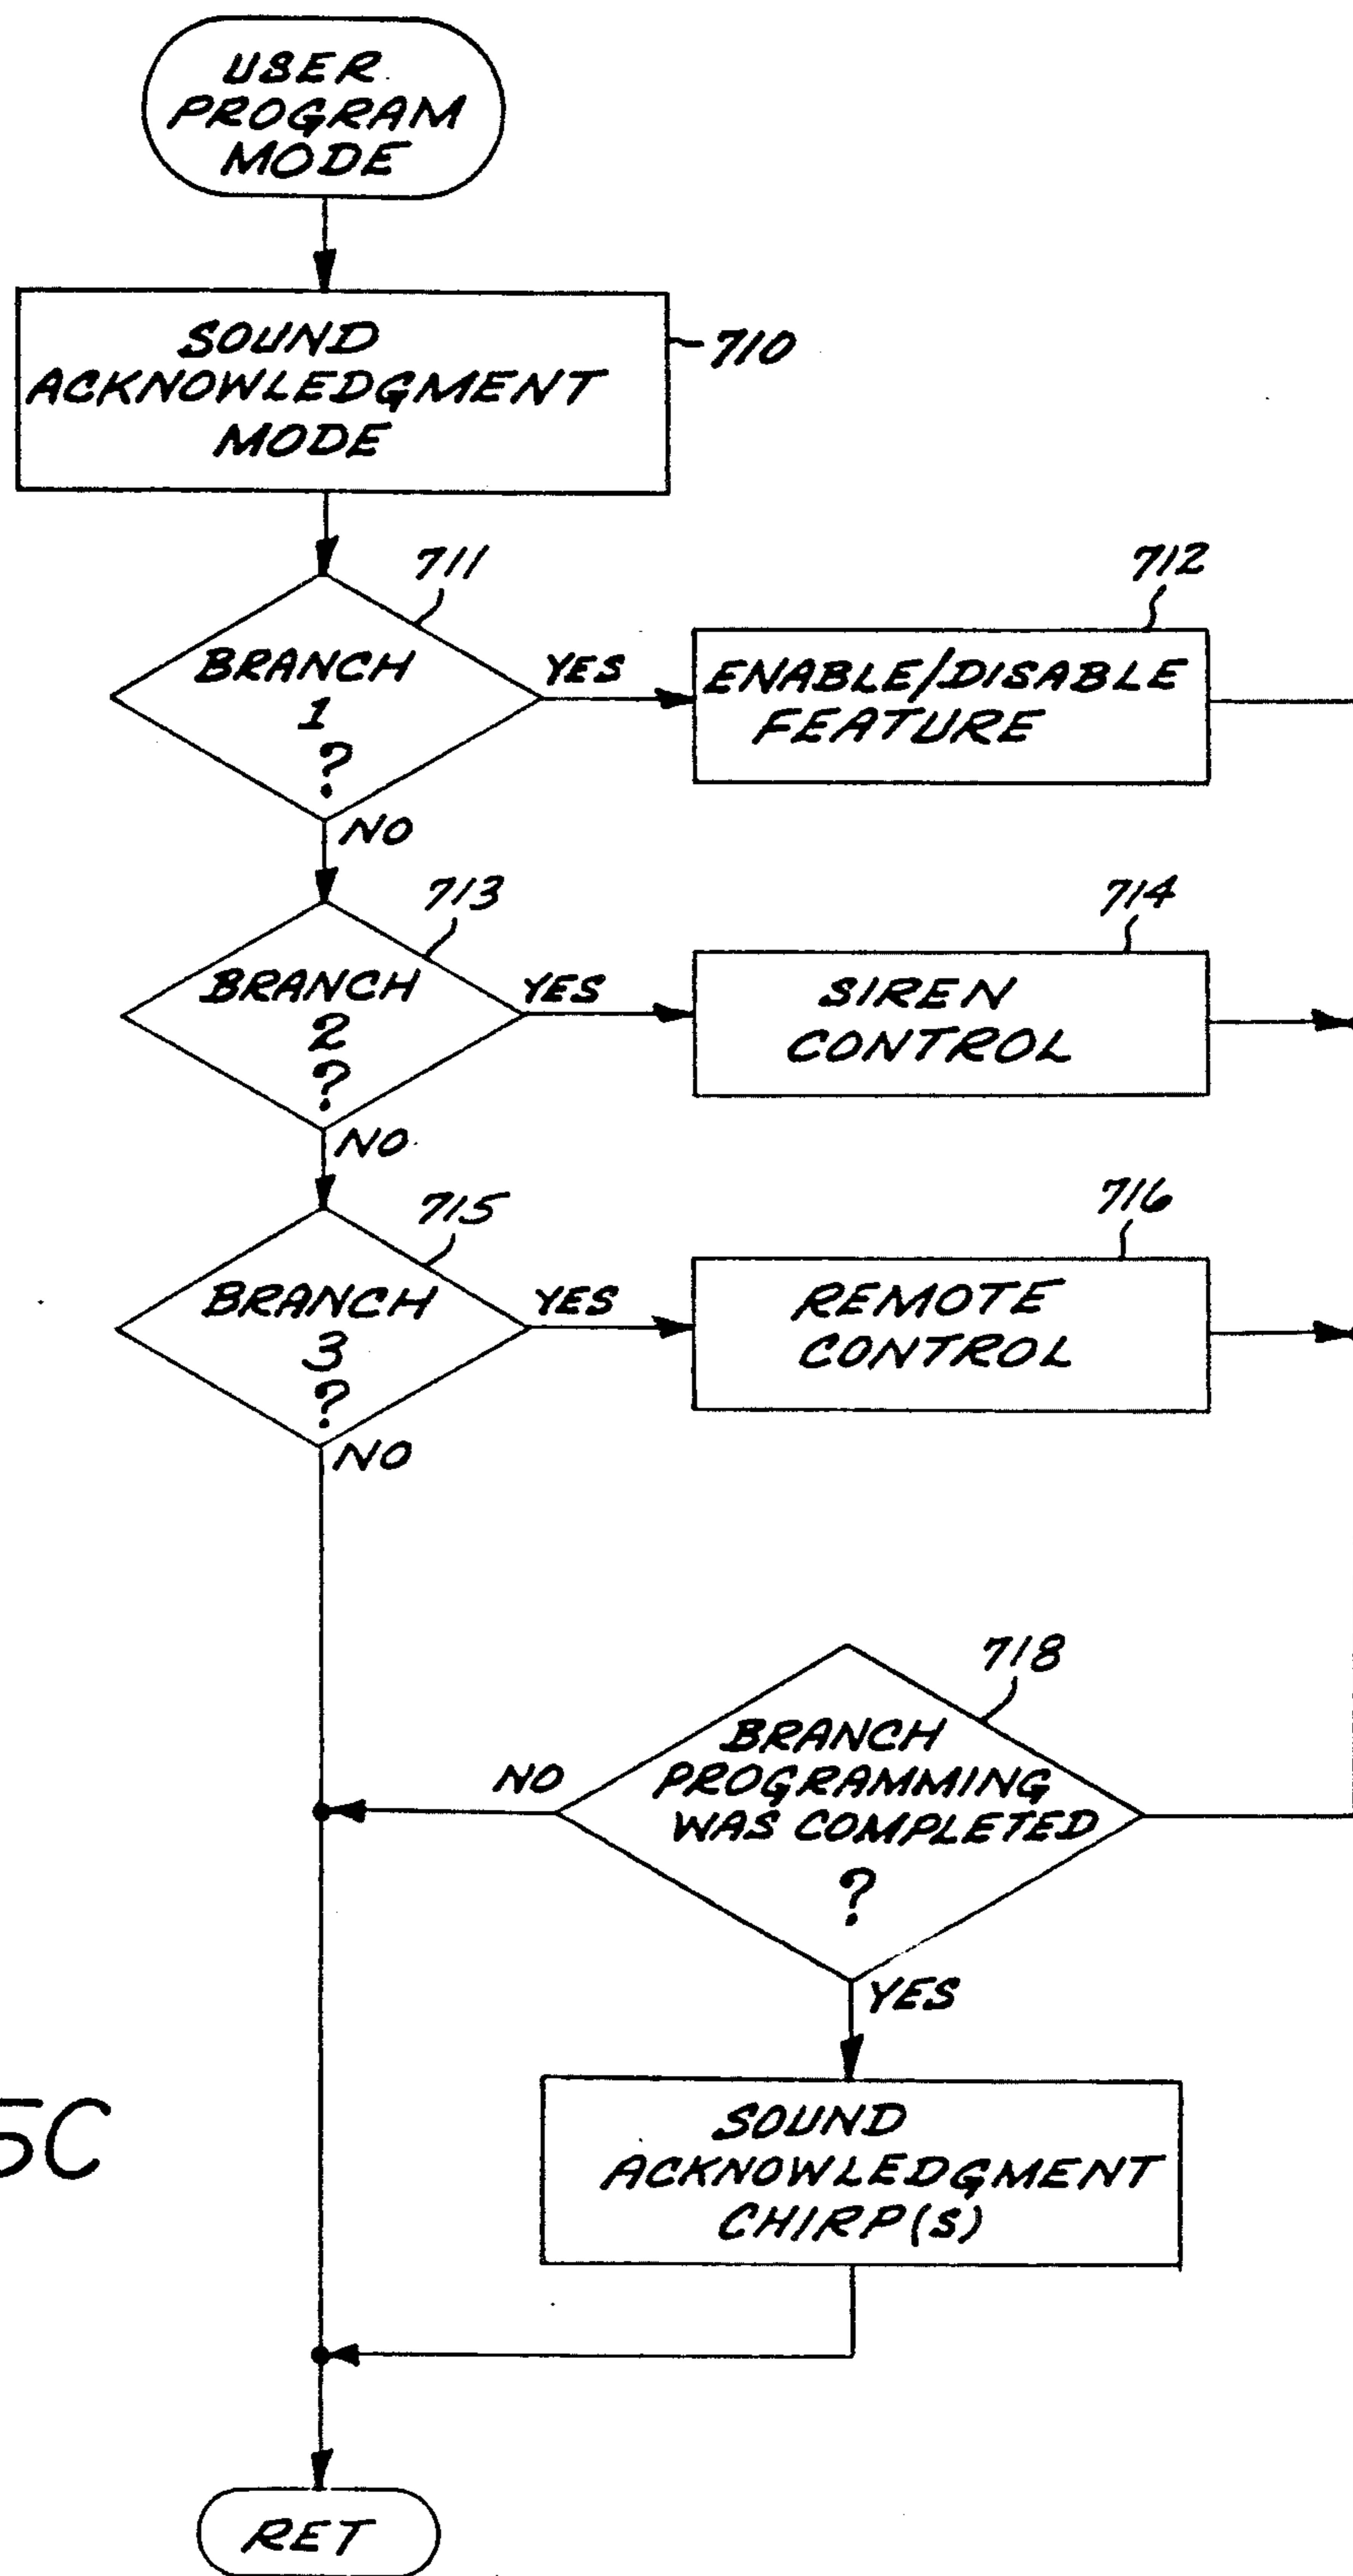 USER
PROGRAM
MODE
SOUND
ACKNOWLEDGMENT
MODE
710
711
BRANCH
1
?
YES
NO
712
ENABLE/DISABLE
FEATURE
713
BRANCH
2
?
YES
NO
714
SIREN
CONTROL
715
BRANCH
3
?
YES
NO
716
REMOTE
CONTROL
718
BRANCH
PROGRAMMING
WAS COMPLETED
?
NO
YES
5C
SOUND
ACKNOWLEDGMENT
CHIRP(S)
RET